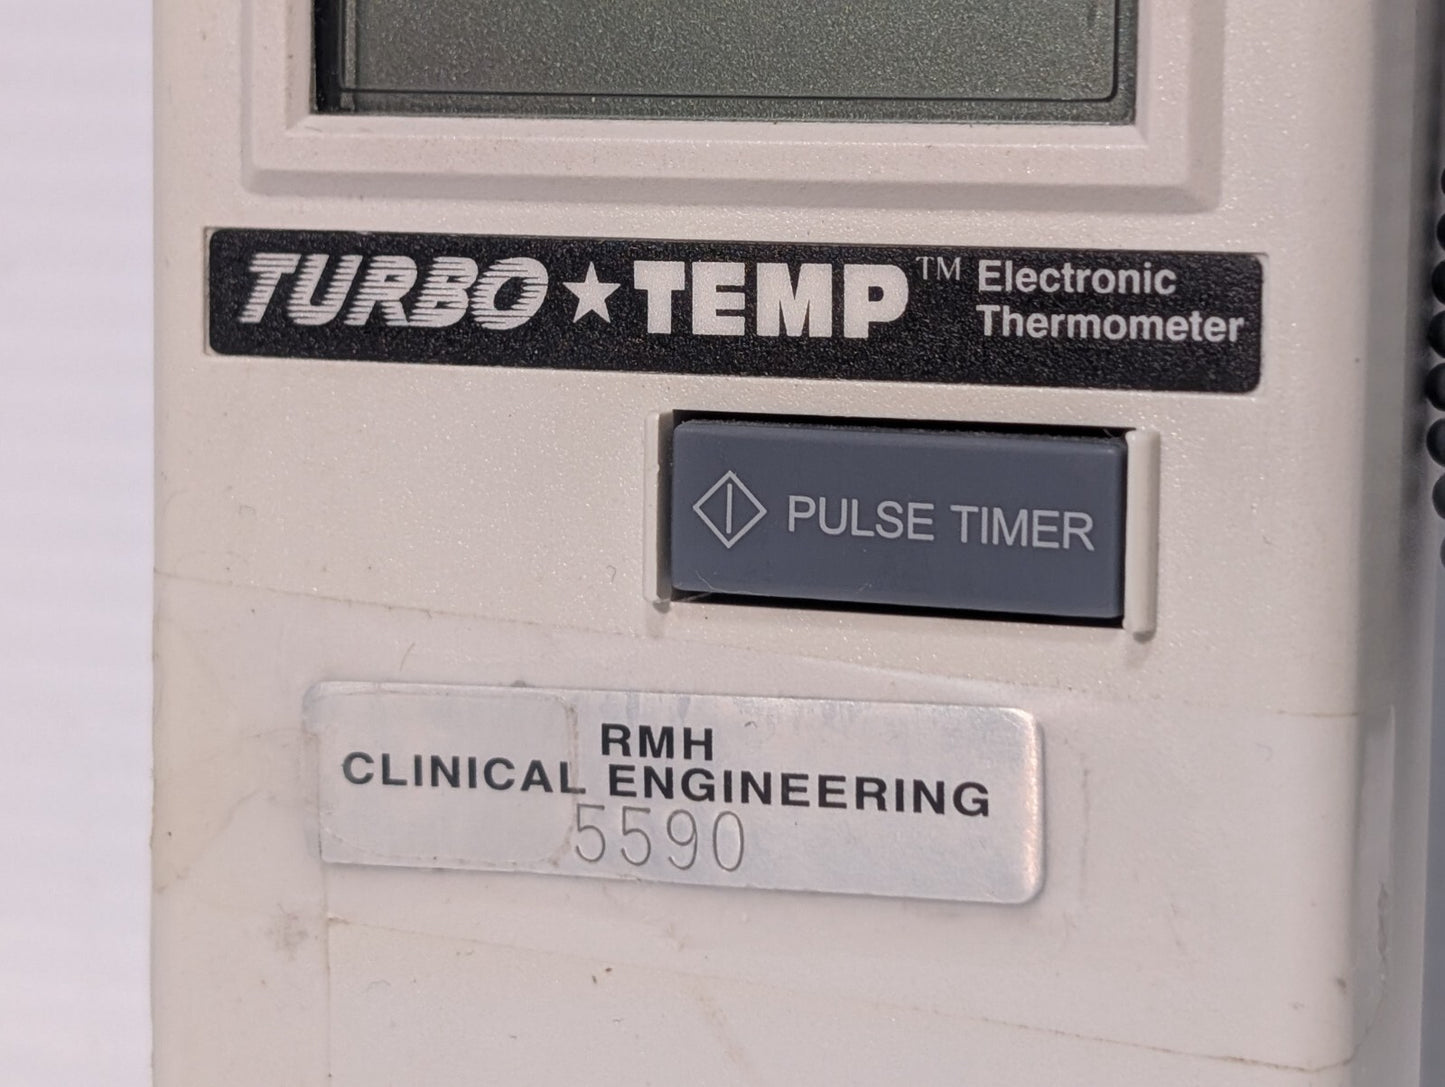 TURBO★TEMP™ Electronic
Thermometer
PULSE TIMER
RMH
CLINICAL ENGINEERING
5590